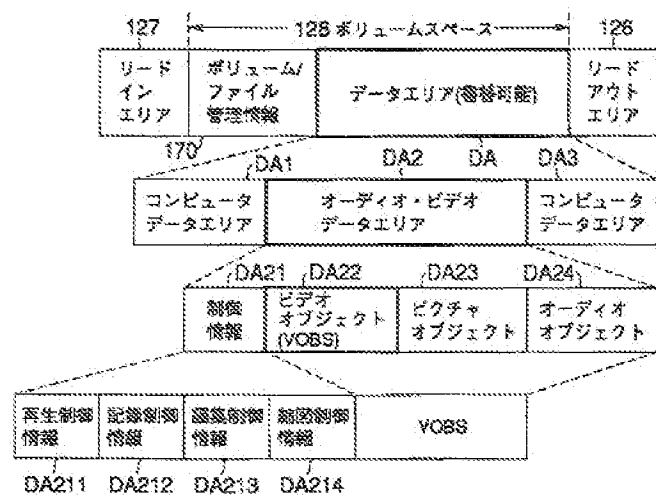 127
128 ボリュームスペース
126
リード
イン
エリア
ボリューム/
ファイル
管理情報
データエリア(書替可能)
リード
アウト
エリア
170
DA1
DA2
DA
DA3
コンピュータ
データエリア
オーディオ・ビデオ
データエリア
コンピュータ
データエリア
DA21
DA22
DA23
DA24
制御
情報
ビデオ
オブジェクト
(VOBS)
ピクチャ
オブジェクト
オーディオ
オブジェクト
再生制御
情報
記録制御
情報
編集制御
情報
縮図制御
情報
VOBS
DA211
DA212
DA213
DA214